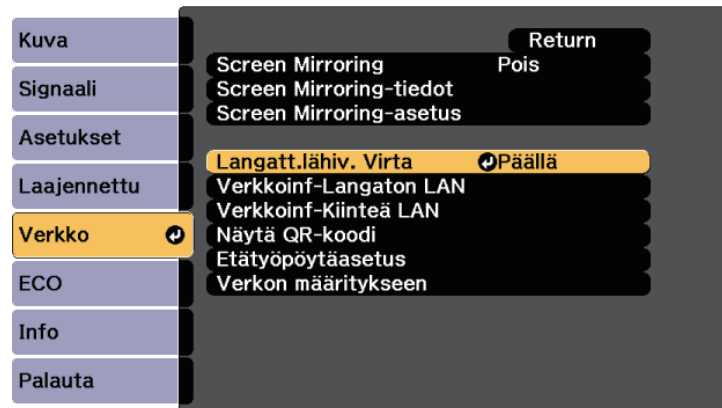 Kuva
Signaali
Asetukset
Laajennettu
Verkko
ECO
Info
Palauta
Return
Screen Mirroring Pois
Screen Mirroring-tiedot
Screen Mirroring-asetus
Langatt.lähiv. Virta Päällä
Verkkoinf-Langaton LAN
Verkkoinf-Kiinteä LAN
Näytä QR-koodi
Etätyöpöytäasetus
Verkon määritykseen